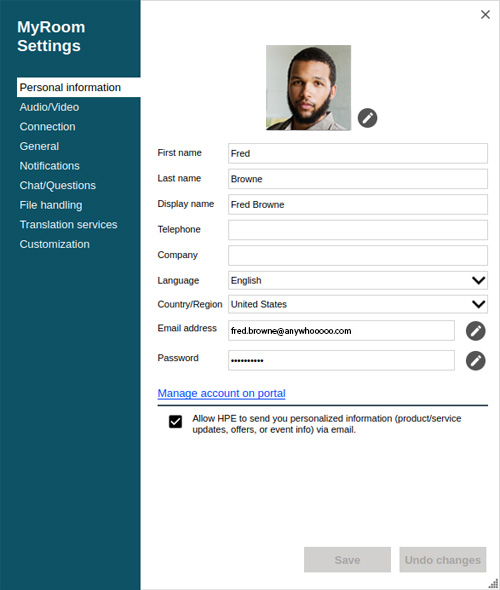 MyRoom
Settings
Personal information
Audio/Video
Connection
General
Notifications
Chat/Questions
File handling
Translation services
Customization
First name Fred
Last name Browne
Display name Fred Browne
Telephone
Company
Language English
Country/Region United States
Email address fred.browne@anywhooooo.com
Password ••••••••••
Manage account on portal
Allow HPE to send you personalized information (product/service
updates, offers, or event info) via email.
Save Undo changes